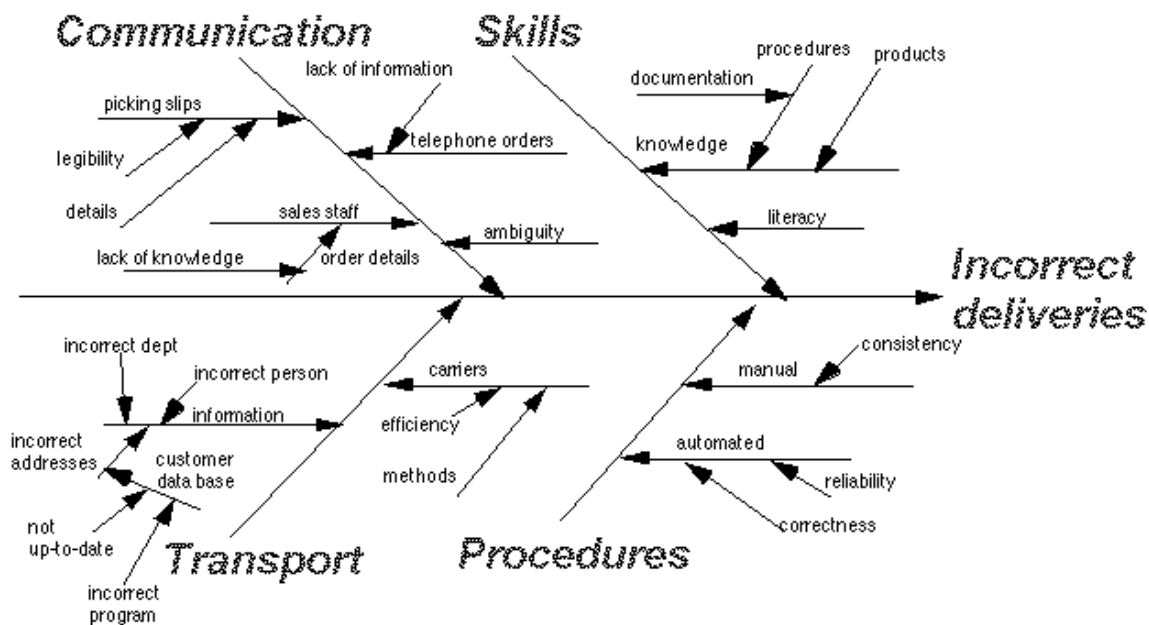 Communication
Skills
procedures
products
lack of information
documentation
picking slips
telephone orders
knowledge
legibility
details
sales staff
literacy
ambiguity
lack of knowledge
order details
Incorrect
deliveries
incorrect dept
incorrect person
carriers
manual
consistency
information
efficiency
incorrect
addresses
customer
data base
automated
methods
reliability
not
up-to-date
correctness
Transport
Procedures
incorrect
program